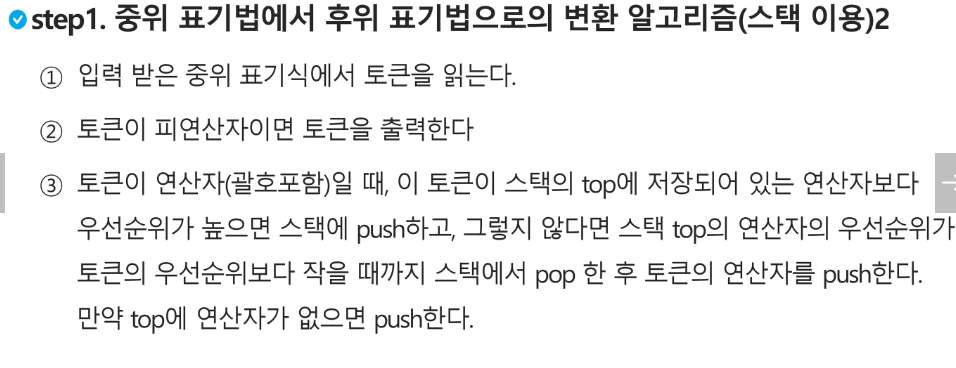 step1. 중위 표기법에서 후위 표기법으로의 변환 알고리즘(스택 이용)2
① 입력 받은 중위 표기식에서 토큰을 읽는다.
② 토큰이 피연산자이면 토큰을 출력한다
③ 토큰이 연산자(괄호포함)일 때, 이 토큰이 스택의 top에 저장되어 있는 연산자보다
우선순위가 높으면 스택에 push하고, 그렇지 않다면 스택 top의 연산자의 우선순위가
토큰의 우선순위보다 작을 때까지 스택에서 pop 한 후 토큰의 연산자를 push한다.
만약 top에 연산자가 없으면 push한다.